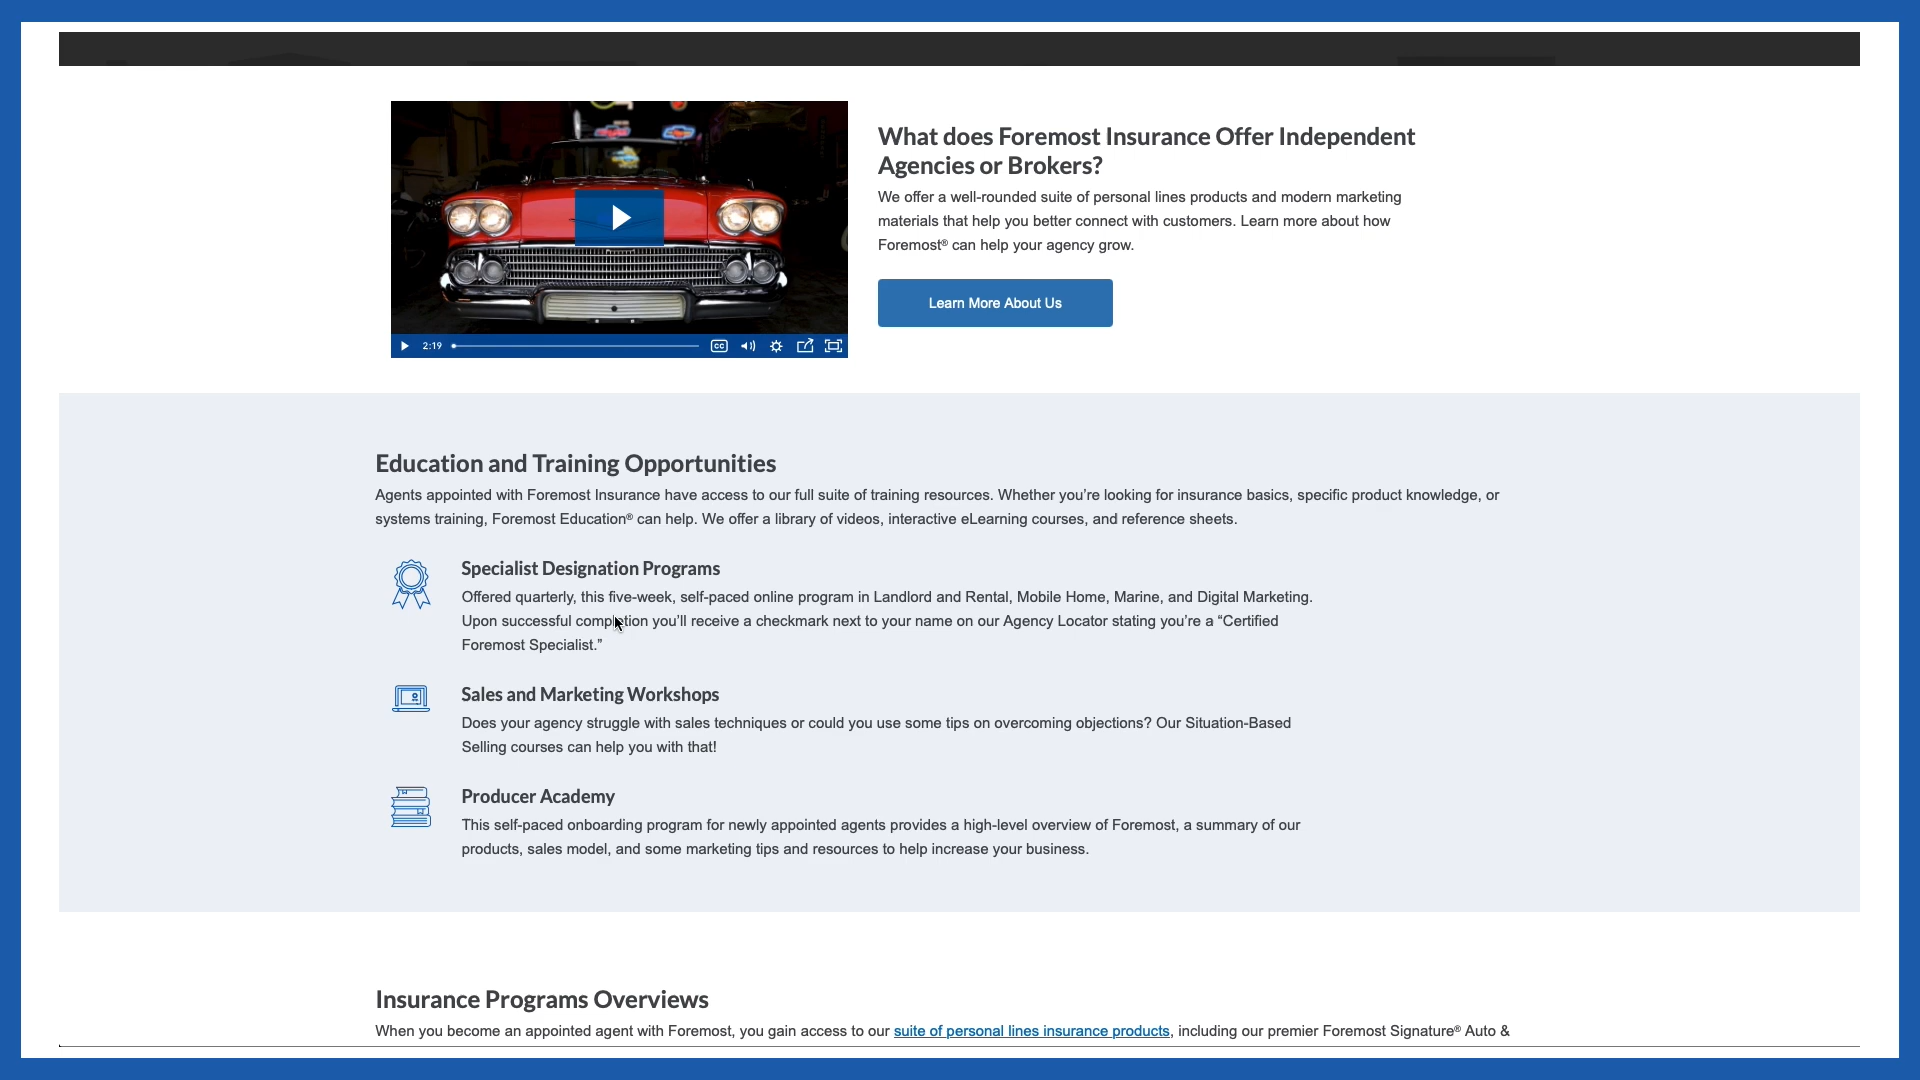 What does Foremost Insurance Offer Independent
Agencies or Brokers?
We offer a well-rounded suite of personal lines products and modern marketing
materials that help you better connect with customers. Learn more about how
Foremost® can help your agency grow.
Learn More About Us
2:19
CC
Education and Training Opportunities
Agents appointed with Foremost Insurance have access to our full suite of training resources. Whether you’re looking for insurance basics, specific product knowledge, or
systems training, Foremost Education® can help. We offer a library of videos, interactive eLearning courses, and reference sheets.
Specialist Designation Programs
Offered quarterly, this five-week, self-paced online program in Landlord and Rental, Mobile Home, Marine, and Digital Marketing.
Upon successful completion you’ll receive a checkmark next to your name on our Agency Locator stating you’re a “Certified
Foremost Specialist.”
Sales and Marketing Workshops
Does your agency struggle with sales techniques or could you use some tips on overcoming objections? Our Situation-Based
Selling courses can help you with that!
Producer Academy
This self-paced onboarding program for newly appointed agents provides a high-level overview of Foremost, a summary of our
products, sales model, and some marketing tips and resources to help increase your business.
Insurance Programs Overviews
When you become an appointed agent with Foremost, you gain access to our suite of personal lines insurance products, including our premier Foremost Signature® Auto &